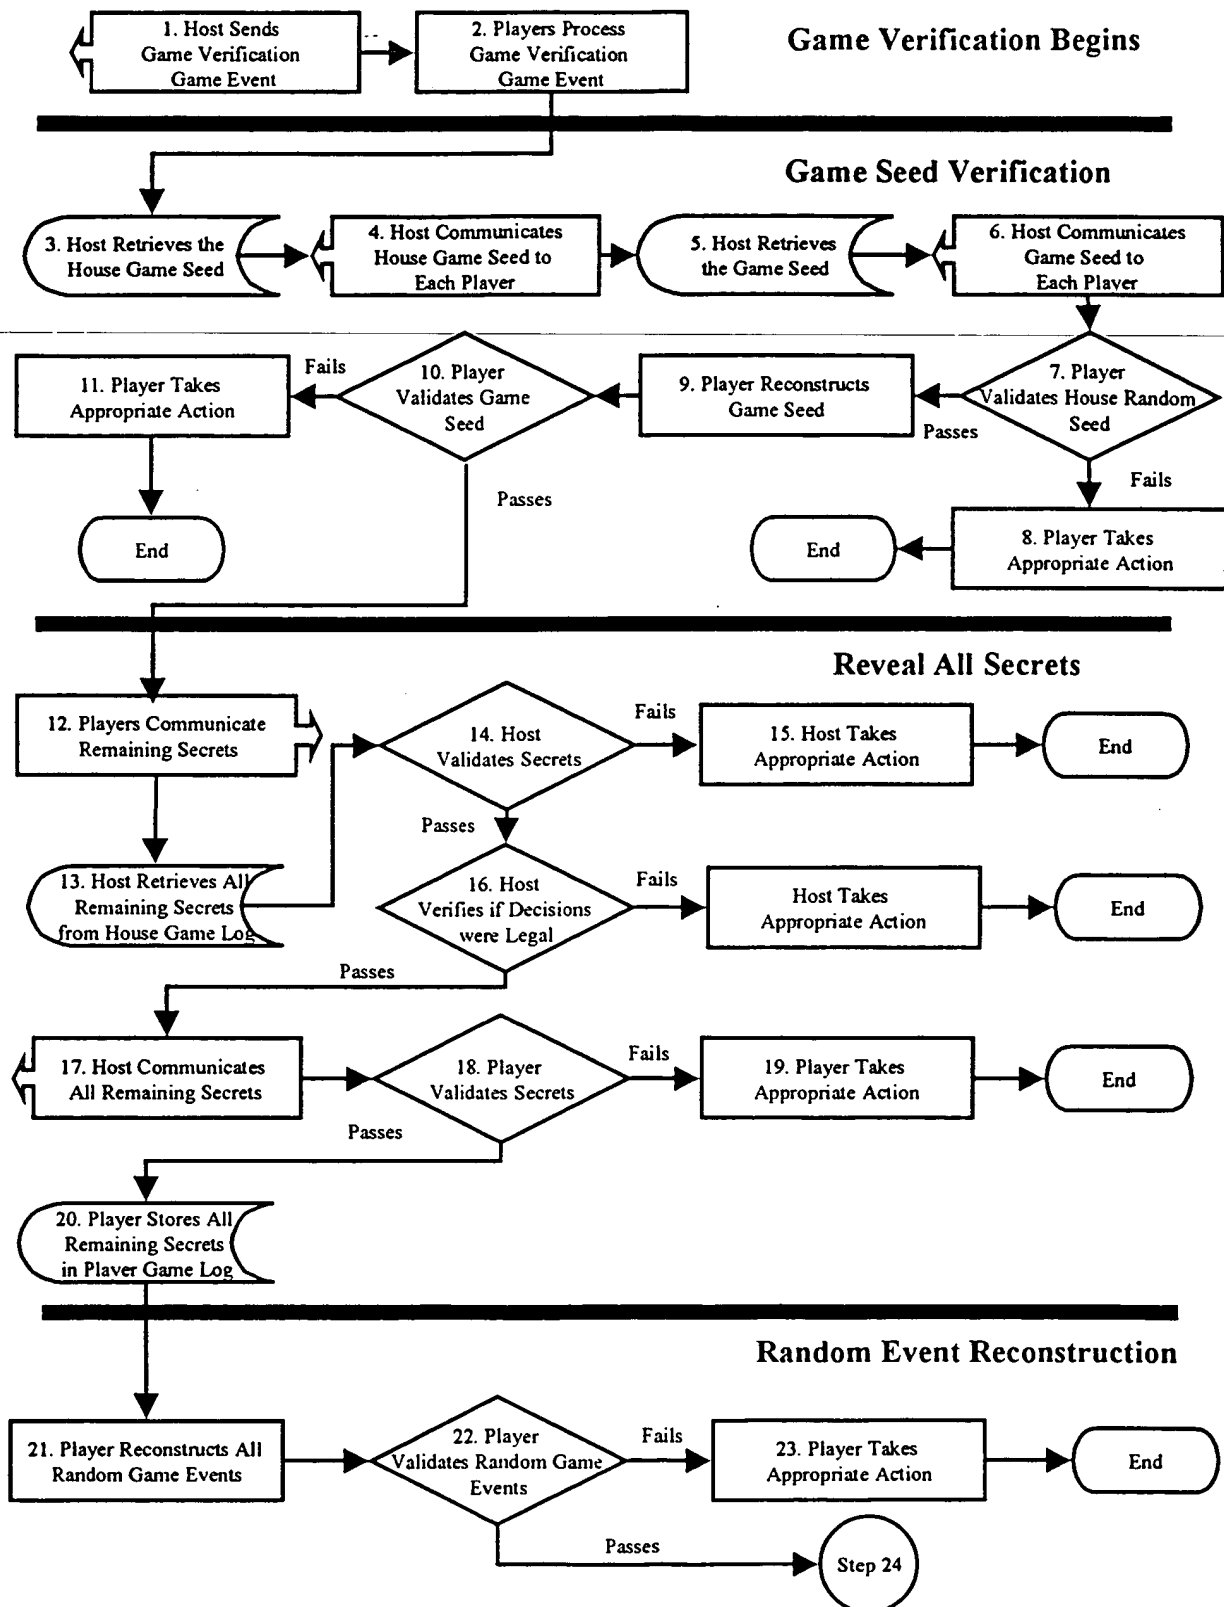 1. Host Sends
Game Verification
Game Event
2. Players Process
Game Verification
Game Event
Game Verification Begins
Game Seed Verification
3. Host Retrieves the
House Game Seed
4. Host Communicates
House Game Seed to
Each Player
5. Host Retrieves
the Game Seed
6. Host Communicates
Game Seed to
Each Player
7. Player
Validates House Random
Seed
Passes
Fails
8. Player Takes
Appropriate Action
End
9. Player Reconstructs
Game Seed
10. Player
Validates Game
Seed
Fails
Passes
11. Player Takes
Appropriate Action
End
Reveal All Secrets
12. Players Communicate
Remaining Secrets
13. Host Retrieves All
Remaining Secrets
from House Game Log
14. Host
Validates Secrets
Fails
15. Host Takes
Appropriate Action
End
Passes
16. Host
Verifies if Decisions
were Legal
Fails
Host Takes
Appropriate Action
End
Passes
17. Host Communicates
All Remaining Secrets
18. Player
Validates Secrets
Fails
19. Player Takes
Appropriate Action
End
Passes
20. Player Stores All
Remaining Secrets
in Player Game Log
Random Event Reconstruction
21. Player Reconstructs All
Random Game Events
22. Player
Validates Random Game
Events
Fails
23. Player Takes
Appropriate Action
End
Passes
Step 24